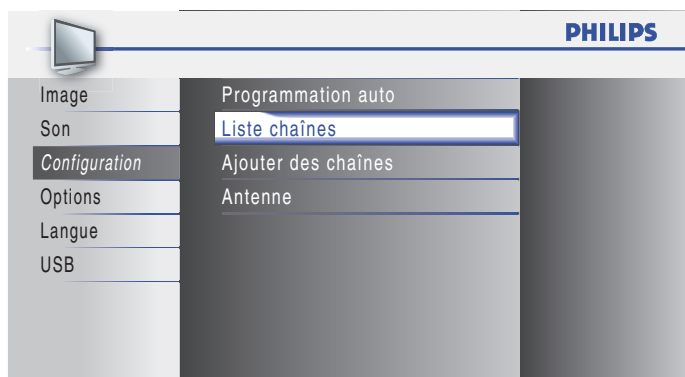 PHILIPS
Image
Son
Configuration
Options
Langue
USB
Programmation auto
Liste chaînes
Ajouter des chaînes
Antenne